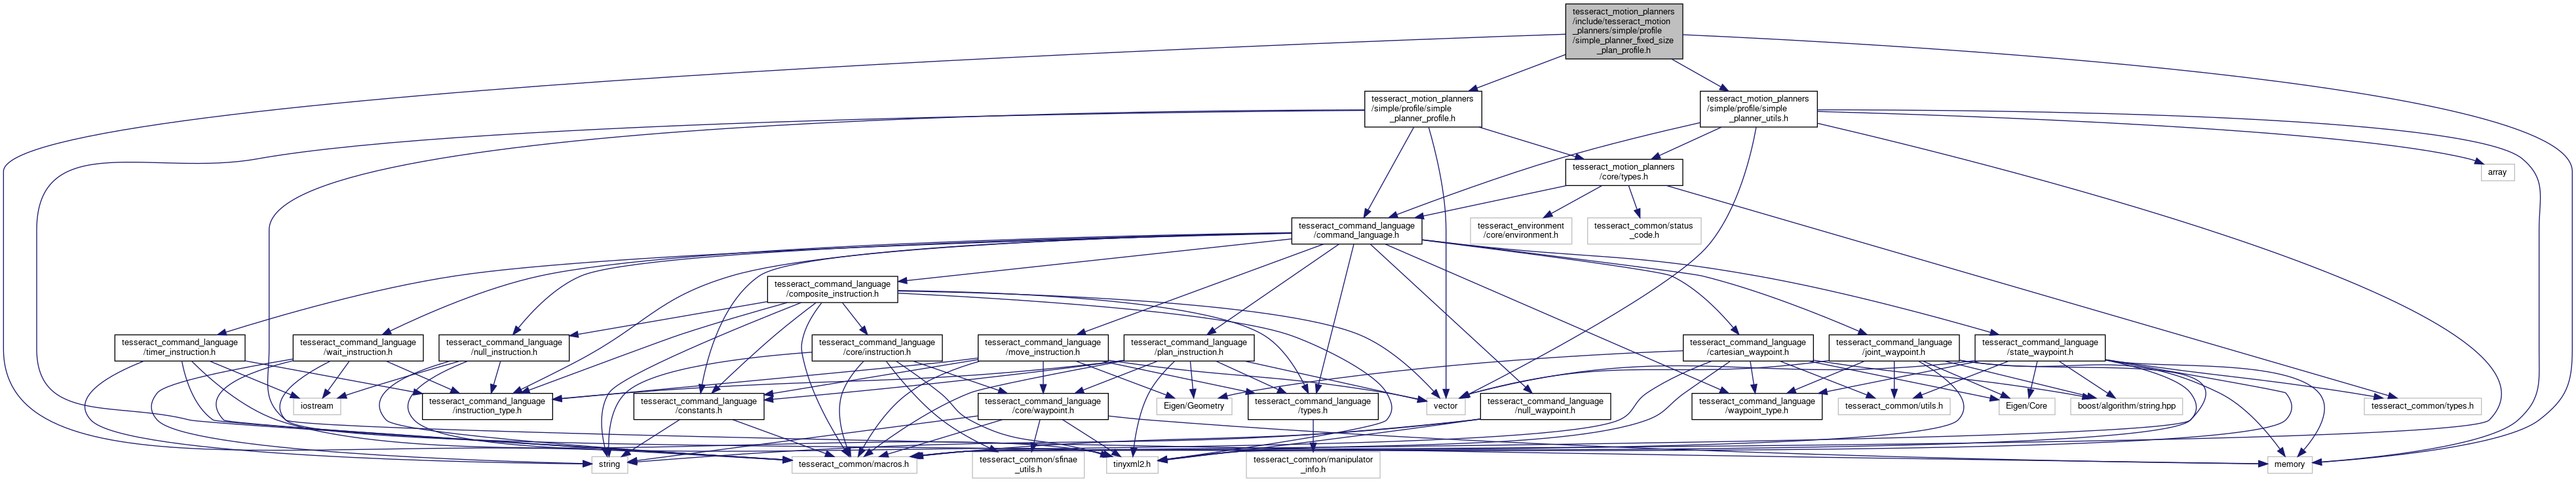 tesseract_motion_planners
/include/tesseract_motion
_planners/simple/profile
/simple_planner_fixed_size
_plan_profile.h
tesseract_motion_planners
/simple/profile/simple
_planner_profile.h
tesseract_motion_planners
/simple/profile/simple
_planner_utils.h
tesseract_motion_planners
/core/types.h
array
tesseract_command_language
/command_language.h
tesseract_environment
/core/environment.h
tesseract_common/status
_code.h
tesseract_command_language
/composite_instruction.h
tesseract_command_language
/timer_instruction.h
tesseract_command_language
/wait_instruction.h
tesseract_command_language
/null_instruction.h
tesseract_command_language
/core/instruction.h
tesseract_command_language
/move_instruction.h
tesseract_command_language
/plan_instruction.h
tesseract_command_language
/cartesian_waypoint.h
tesseract_command_language
/joint_waypoint.h
tesseract_command_language
/state_waypoint.h
iostream
tesseract_command_language
/instruction_type.h
tesseract_command_language
/constants.h
tesseract_command_language
/core/waypoint.h
Eigen/Geometry
tesseract_command_language
/types.h
vector
tesseract_command_language
/null_waypoint.h
tesseract_command_language
/waypoint_type.h
tesseract_common/utils.h
Eigen/Core
boost/algorithm/string.hpp
tesseract_common/types.h
string
tesseract_common/macros.h
tesseract_common/sfinae
_utils.h
tinyxml2.h
tesseract_common/manipulator
_info.h
memory